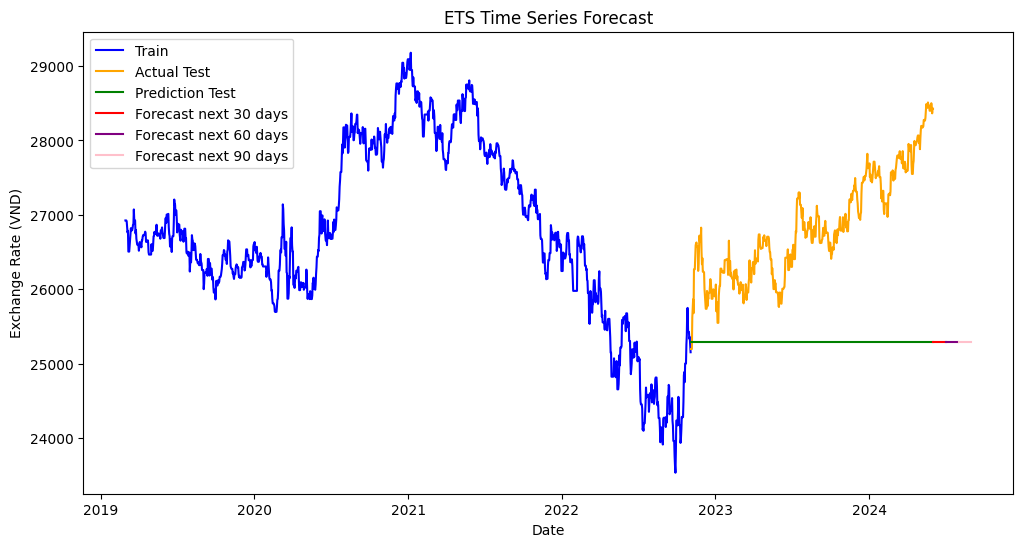 ETS Time Series Forecast
Train
Actual Test
Prediction Test
Forecast next 30 days
Forecast next 60 days
Forecast next 90 days
Exchange Rate (VND)
29000
28000
27000
26000
25000
24000
2019 2020 2021 2022 2023 2024
Date